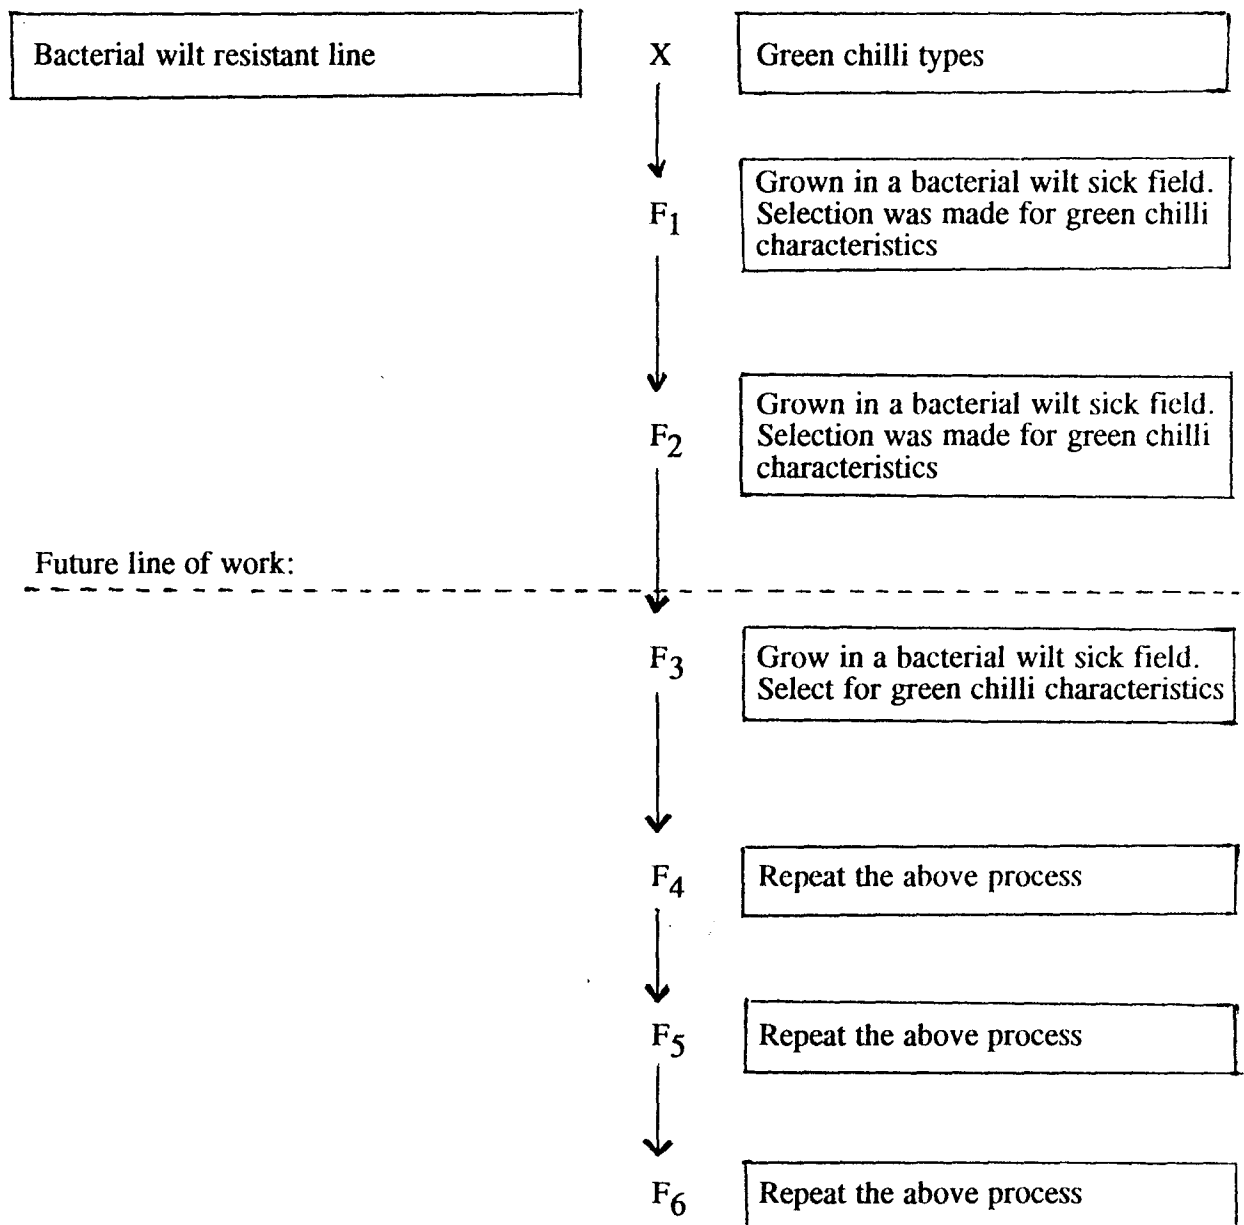 Bacterial wilt resistant line X Green chilli types
F1
Grown in a bacterial wilt sick field.
Selection was made for green chilli
characteristics
F2
Grown in a bacterial wilt sick field.
Selection was made for green chilli
characteristics
Future line of work:
F3
Grow in a bacterial wilt sick field.
Select for green chilli characteristics
F4 Repeat the above process
F5 Repeat the above process
F6 Repeat the above process